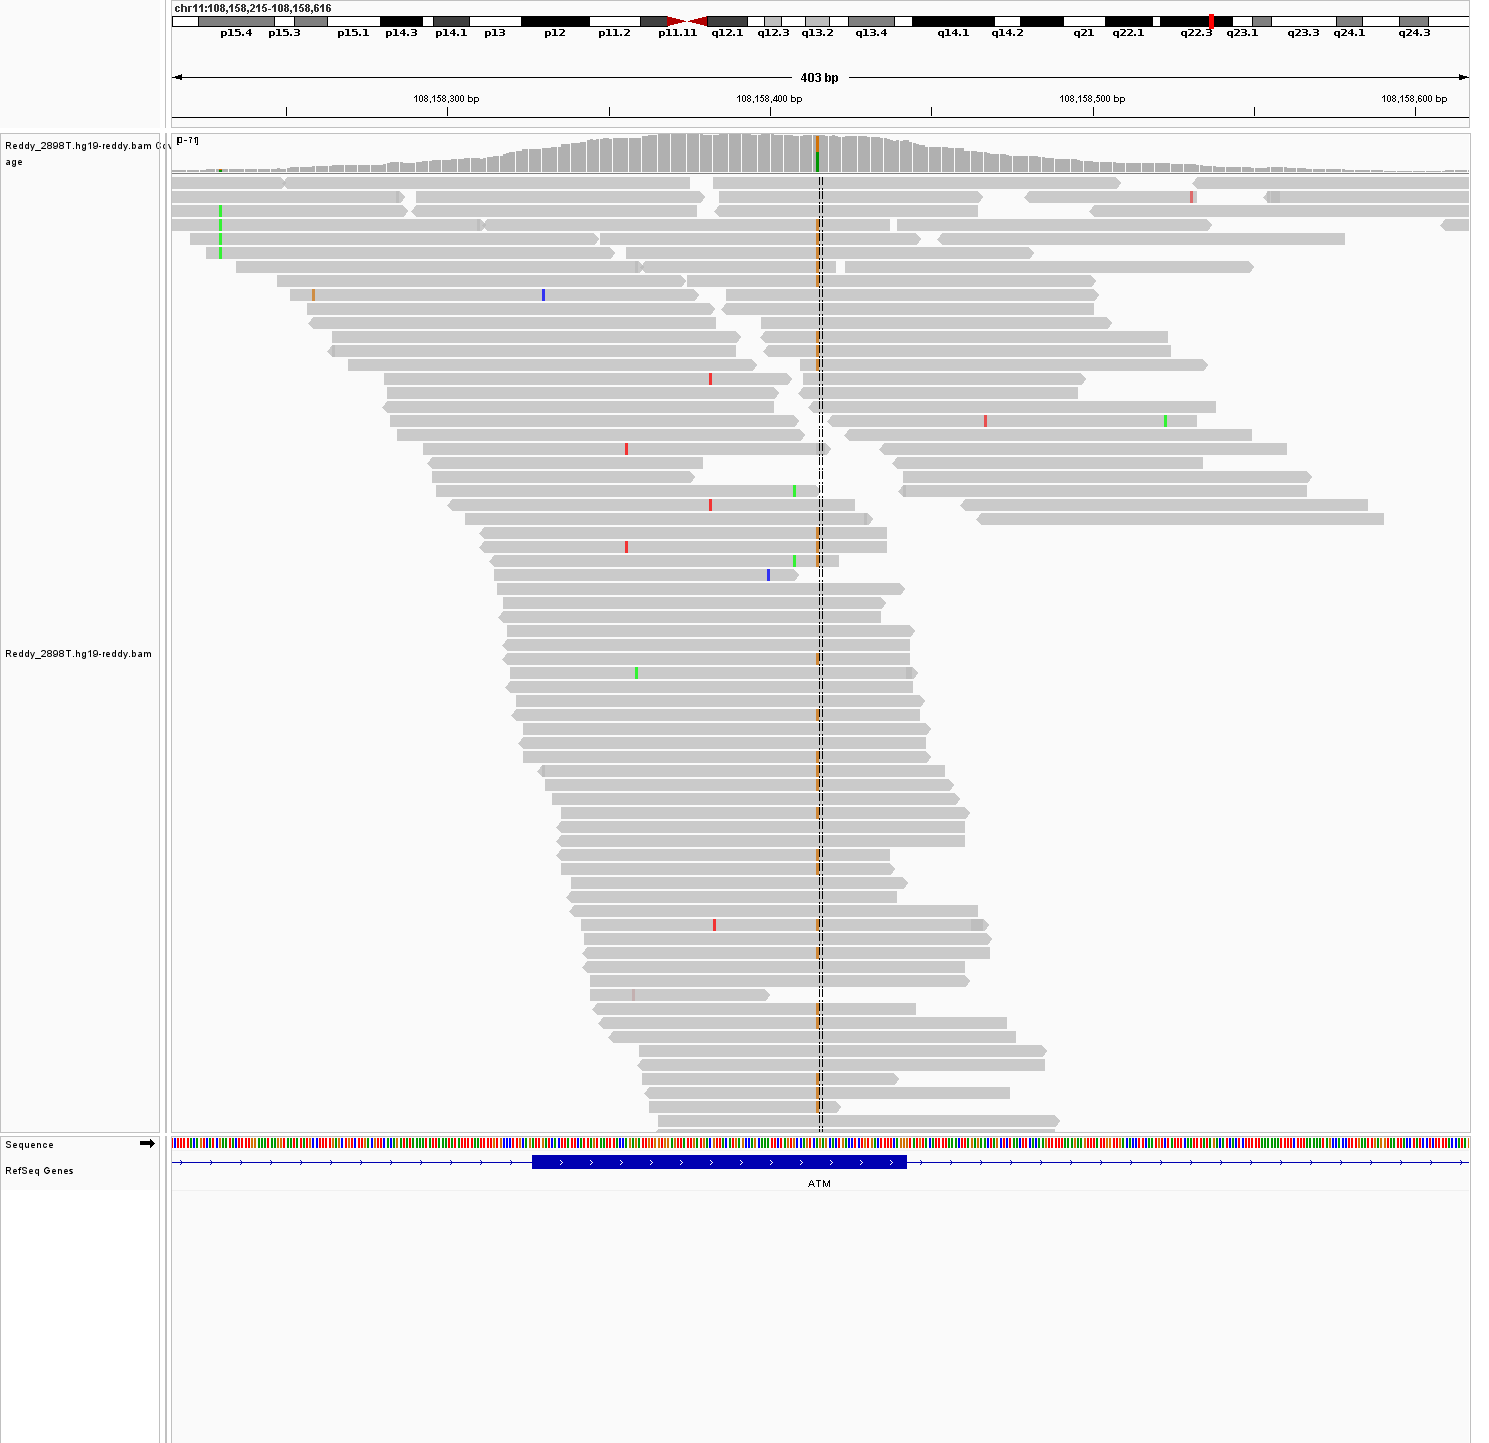 chr11:108,158,215-108,158,616
p15.4 p15.3 p15.1 p14.3 p14.1 p13 p12 p11.2 p11.11 q12.1 q12.3 q13.2 q13.4 q14.1 q14.2 q21 q22.1 q22.3 q23.1 q23.3 q24.1 q24.3
403 bp
108,158,300 bp 108,158,400 bp 108,158,500 bp 108,158,600 bp
Reddy_2898T.hg19-reddy.bam Cov
age
[0-71]
Reddy_2898T.hg19-reddy.bam
Sequence
RefSeq Genes
ATM